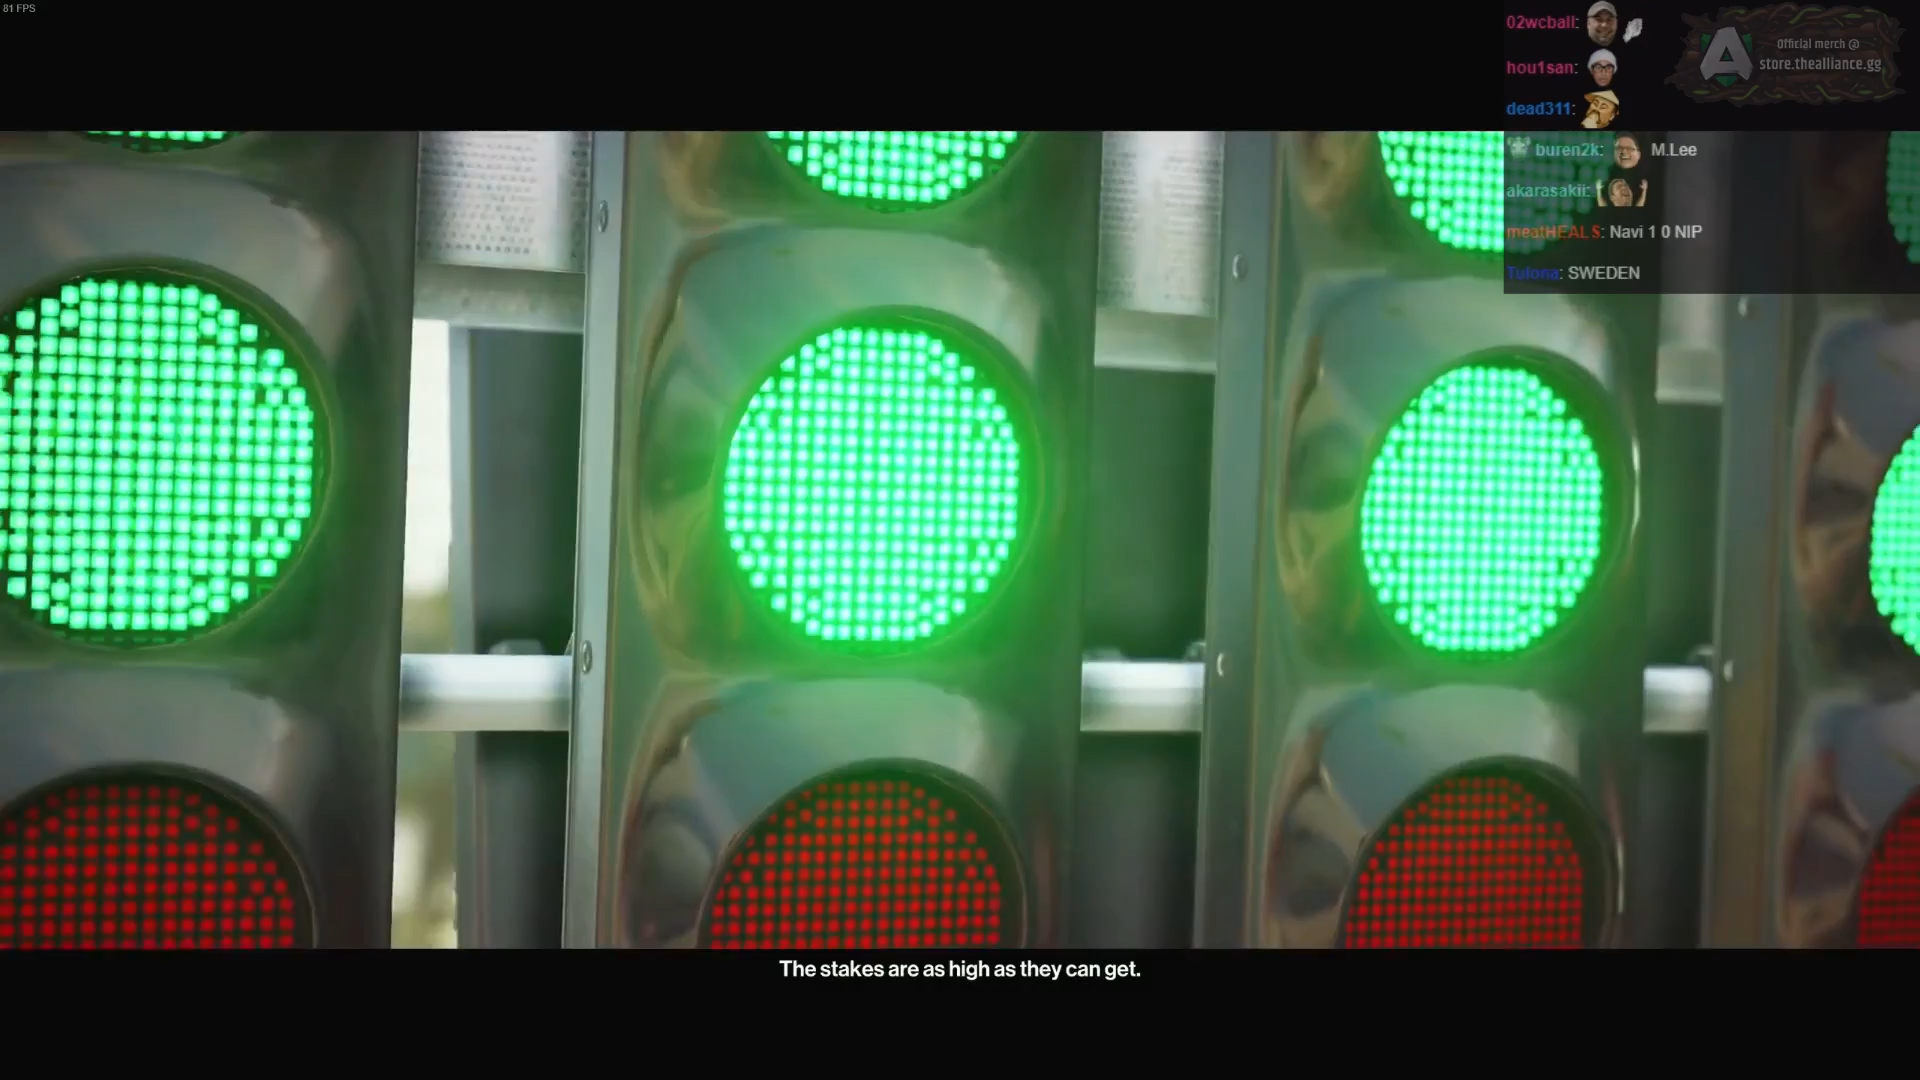 81 FPS
02wcball:
hou1san:
dead311:
buren2k: M.Lee
akarasakii:
meatHEALS: Navi 1 0 NIP
Tulona: SWEDEN
Official merch @
store.thealliance.gg
The stakes are as high as they can get.